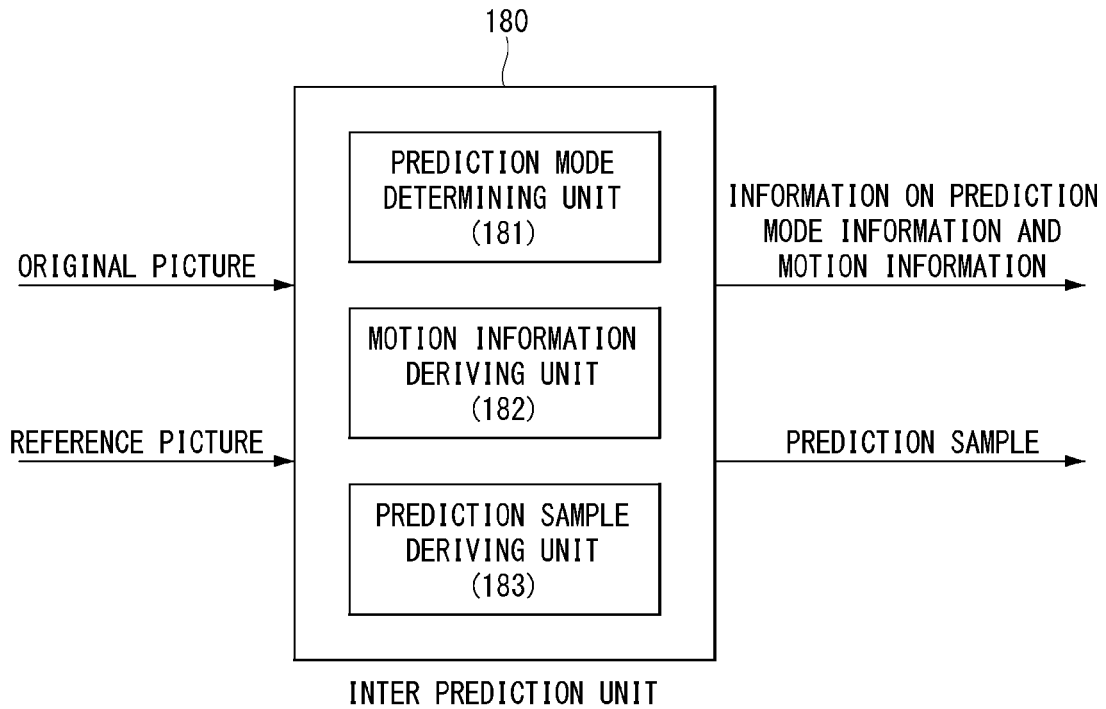 180
PREDICTION MODE
DETERMINING UNIT
(181)
INFORMATION ON PREDICTION
MODE INFORMATION AND
MOTION INFORMATION
ORIGINAL PICTURE
MOTION INFORMATION
DERIVING UNIT
(182)
REFERENCE PICTURE
PREDICTION SAMPLE
PREDICTION SAMPLE
DERIVING UNIT
(183)
INTER PREDICTION UNIT